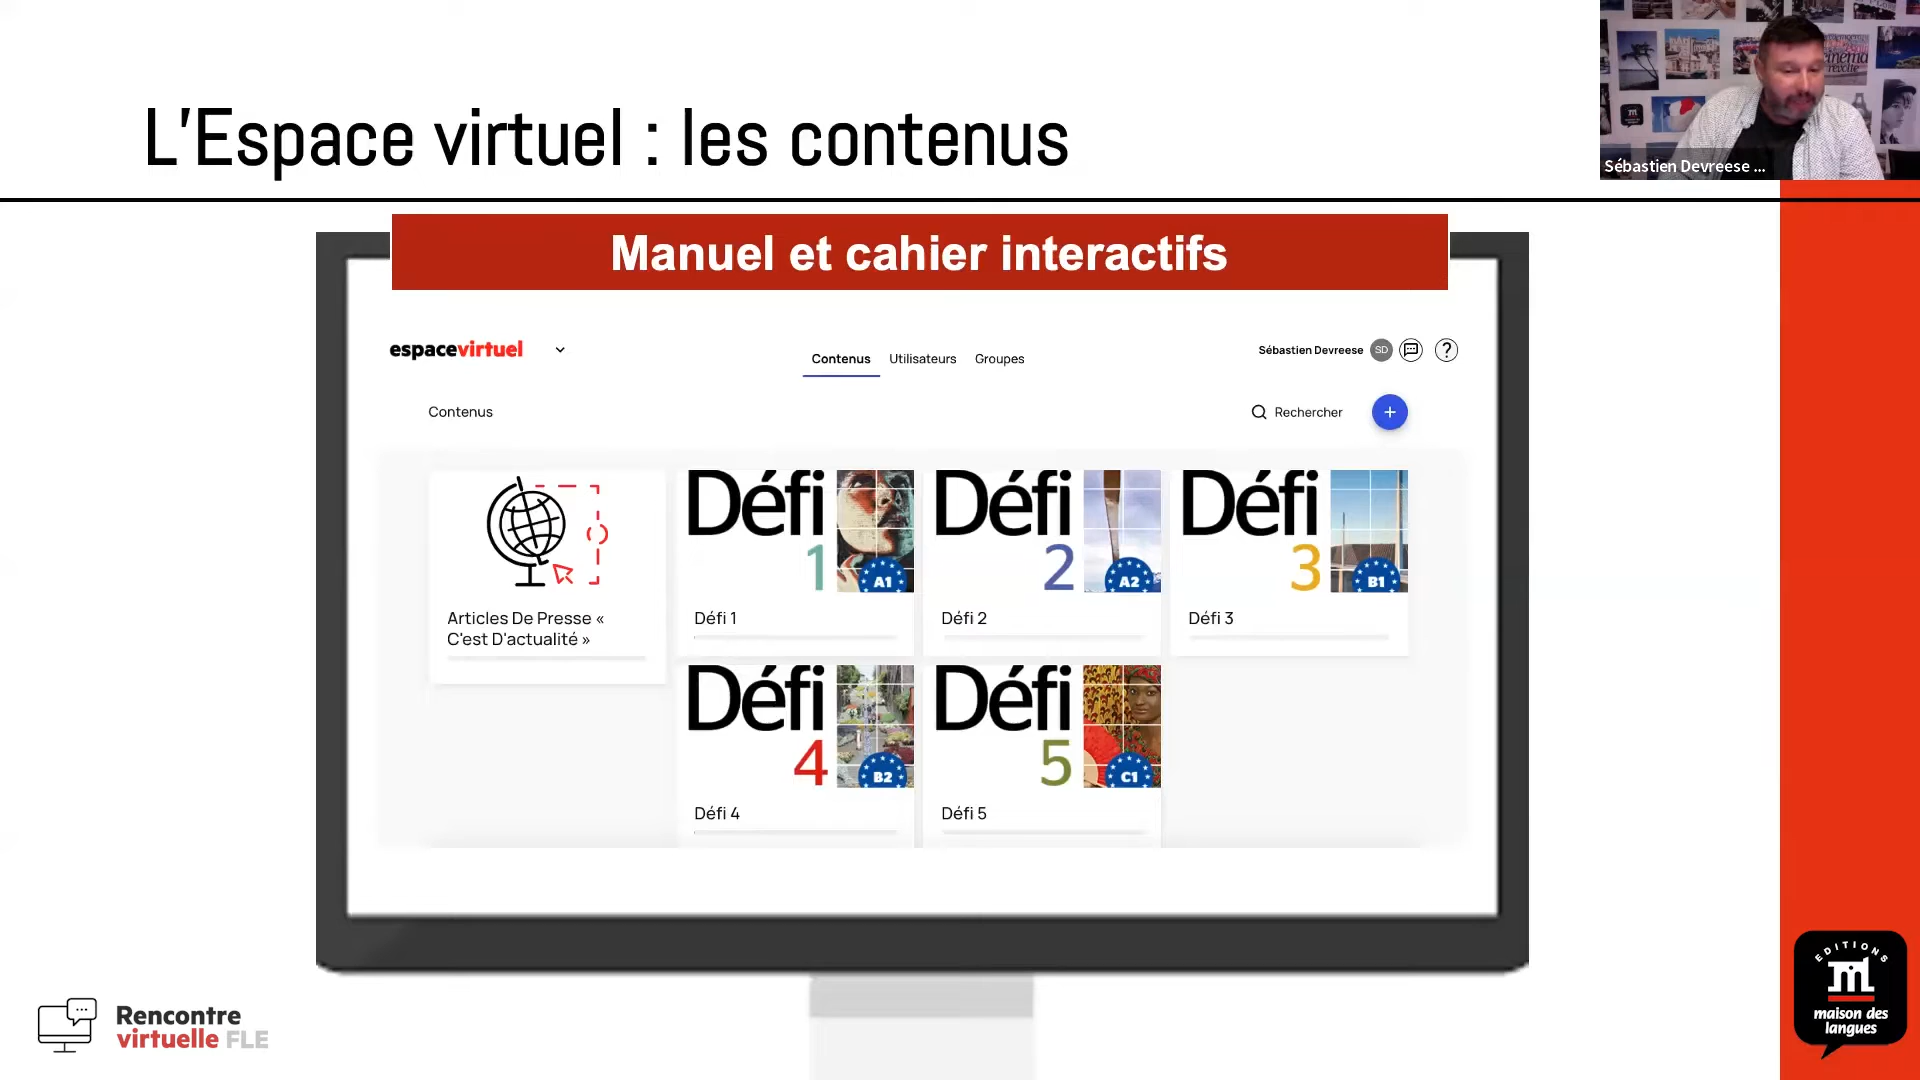 L'Espace virtuel : les contenus
cinéma
révolte
Sébastien Devreese ...
Manuel et cahier interactifs
espacevirtuel
Contenus
Utilisateurs
Groupes
Sébastien Devreese
SD
?
Contenus
Rechercher
+
Articles De Presse «
C'est D'actualité »
Défi
1
A1
Défi 1
Défi
2
A2
Défi 2
Défi
3
B1
Défi 3
Défi
4
B2
Défi 4
Défi
5
C1
Défi 5
Rencontre
virtuelle FLE
EDITIONS
maison des
langues